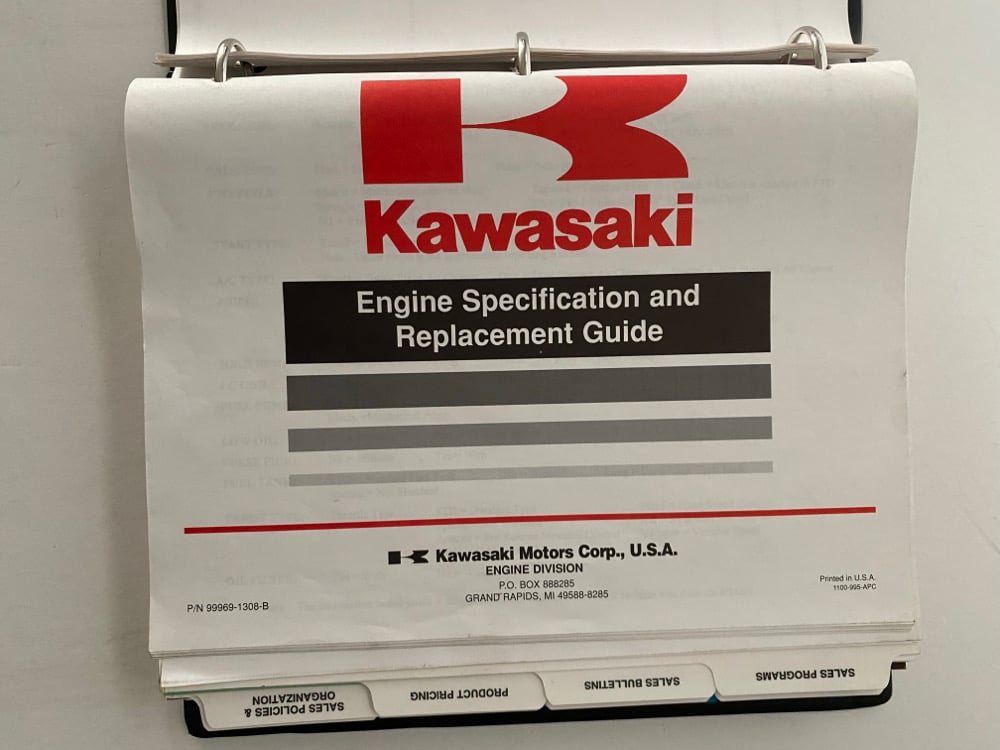 Kawasaki
Engine Specification and
Replacement Guide
Kawasaki Motors Corp., U.S.A.
ENGINE DIVISION
P.O. BOX 888285
GRAND RAPIDS, MI 49588-8285
Printed in U.S.A.
1100-995-APC
P/N 99969-1308-B
SALES POLICIES &
ORGANIZATION
PRODUCT PRICING
SALES BULLETINS
SALES PROGRAMS